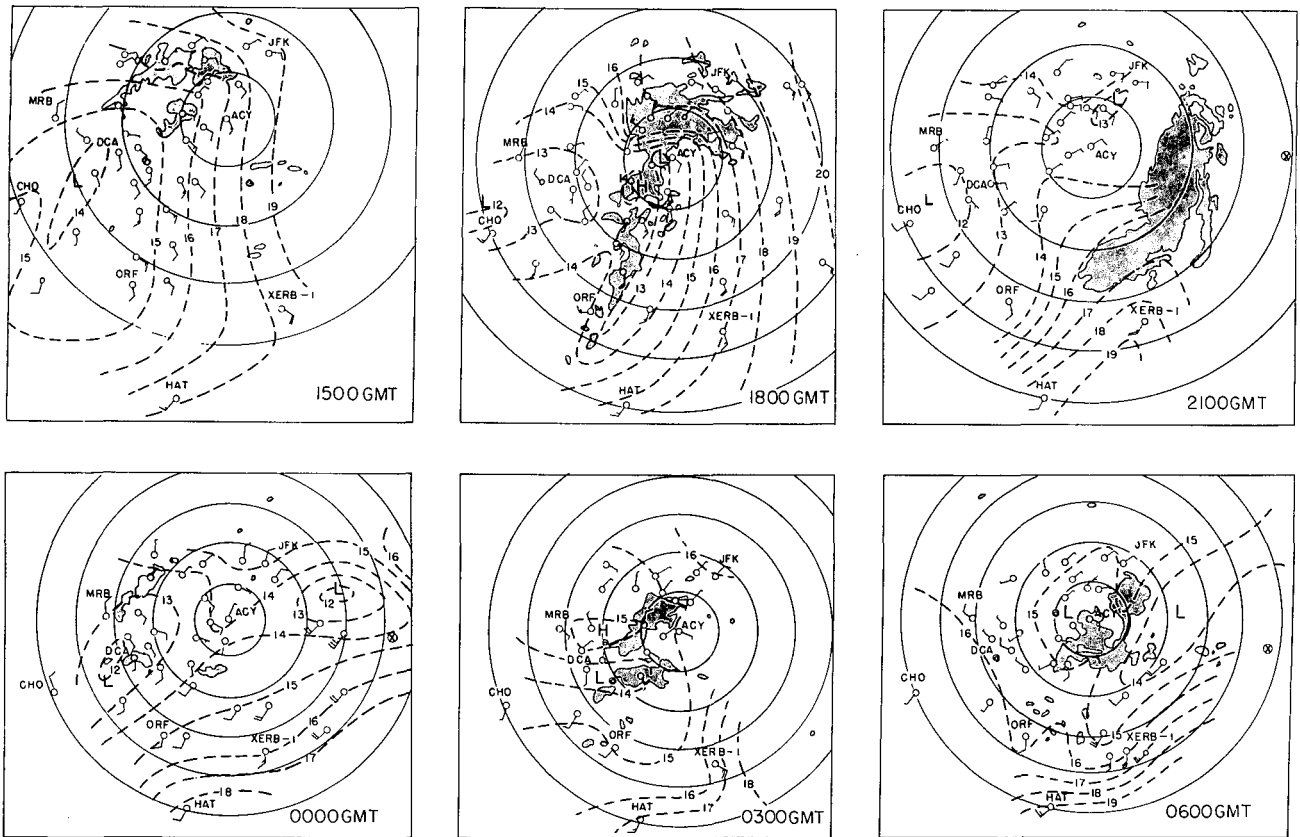 JFK
MRB
ACY
DCA
L
CHO
14
15
16
17
18
19
15
ORF
XERB-1
HAT
1500 GMT
16
15
JFK
14
MRB
13
L
ACY
DCA
H
20
L
12
CHO
13
19
14
18
17
16
15
14
13
ORF
XERB-1
HAT
1800 GMT
14
JFK
L
13
MRB
ACY
DCA
L
CHO
12
13
14
15
16
17
ORF
18
XERB-1
19
HAT
2100 GMT
JFK
15
16
14
L
MRB
13
12
ACY
13
14
DCA
12
L
CHO
15
ORF
16
XERB-1
17
18
HAT
0000 GMT
16
JFK
MRB
15
H
ACY
DCA
L
14
CHO
ORF
15
XERB-
16
18
17
HAT
0300 GMT
JFK
15
MRB
15
L
L
16
DCA
14
CHO
ORF
15
XERB-1
16
17
18
HAT
19
0600 GMT